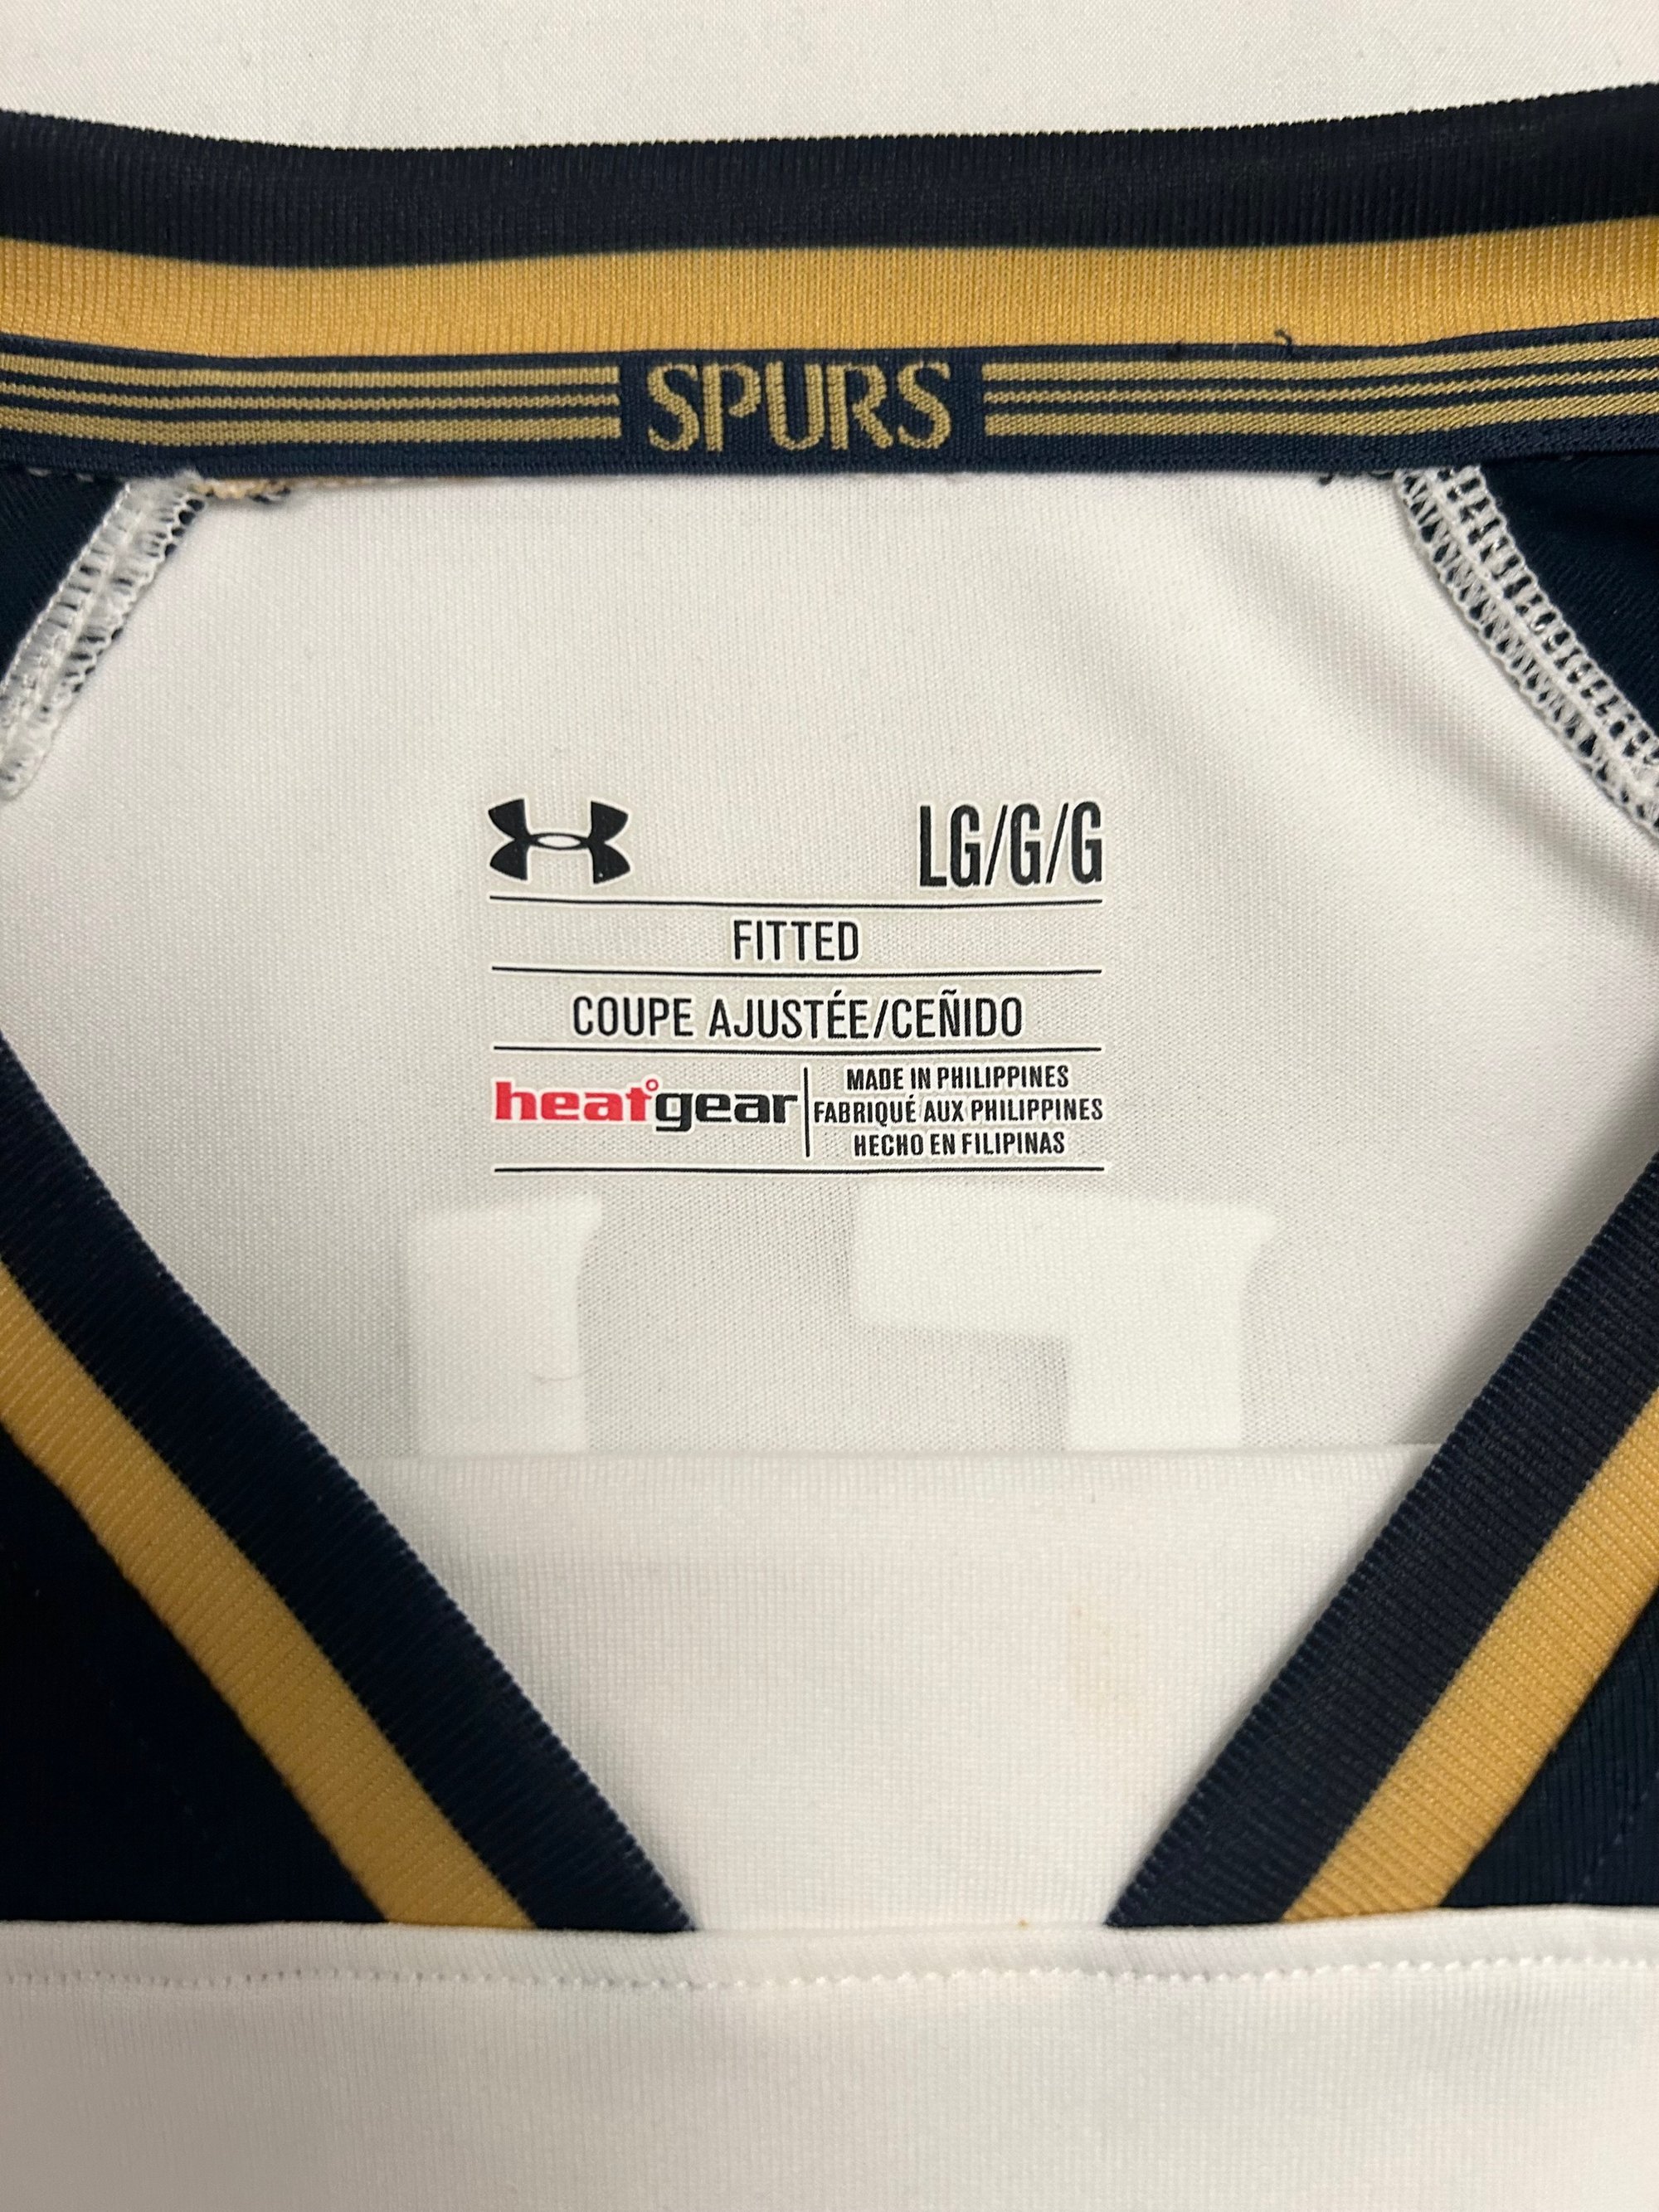 SPURS
LG/G/G
FITTED
COUPE AJUSTÉE/CEÑIDO
heatgear
MADE IN PHILIPPINES
FABRIQUÉ AUX PHILIPPINES
HECHO EN FILIPINAS